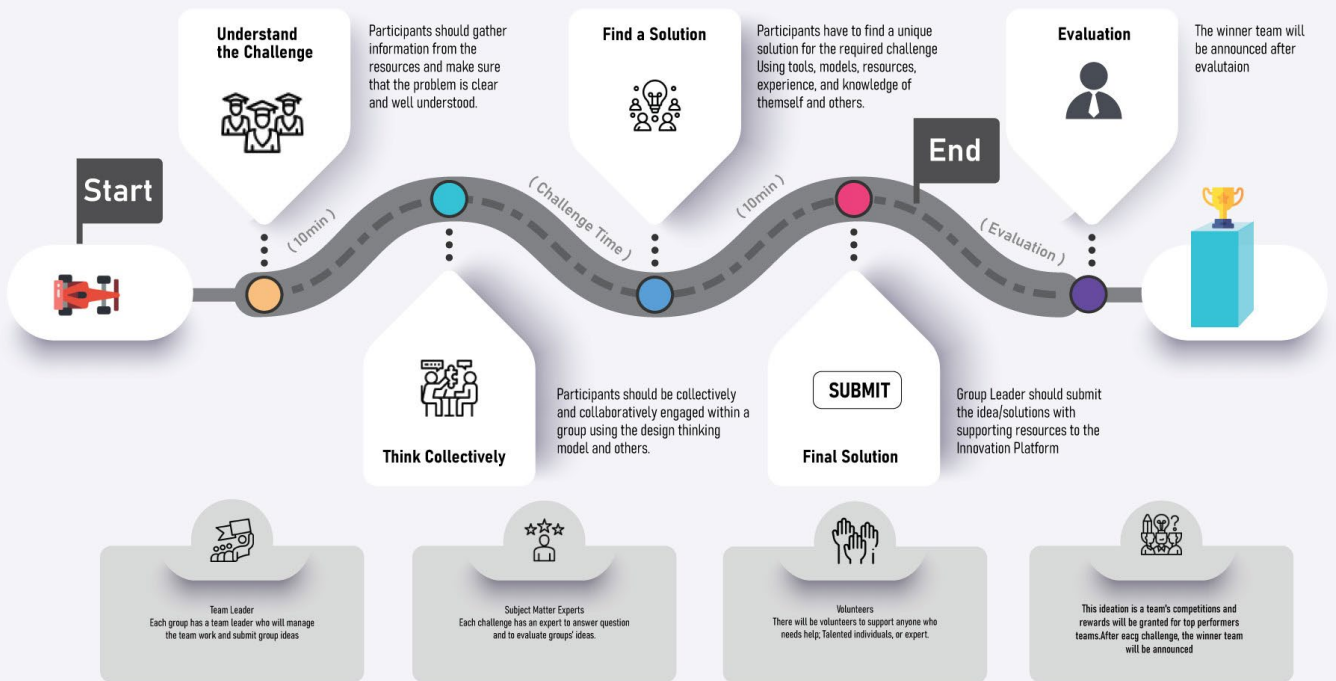 Understand
the Challenge
Participants should gather
information from the
resources and make sure
that the problem is clear
and well understood.
Find a Solution
Participants have to find a unique
solution for the required challenge
Using tools, models, resources,
experience, and knowledge of
themself and others.
Evaluation
The winner team will
be announced after
evalutaion
Start
(10min)
(Challenge Time)
(10min)
End
(Evaluation)
Think Collectively
Participants should be collectively
and collaboratively engaged within a
group using the design thinking
model and others.
SUBMIT
Final Solution
Group Leader should submit
the idea/solutions with
supporting resources to the
Innovation Platform
Team Leader
Each group has a team leader who will manage
the team work and submit group ideas
Subject Matter Experts
Each challenge has an expert to answer question
and to evaluate groups' ideas.
Volunteers
There will be volunteers to support anyone who
needs help; Talented individuals, or expert.
This ideation is a team's competitions and
rewards will be granted for top performers
teams.After eacg challenge, the winner team
will be announced